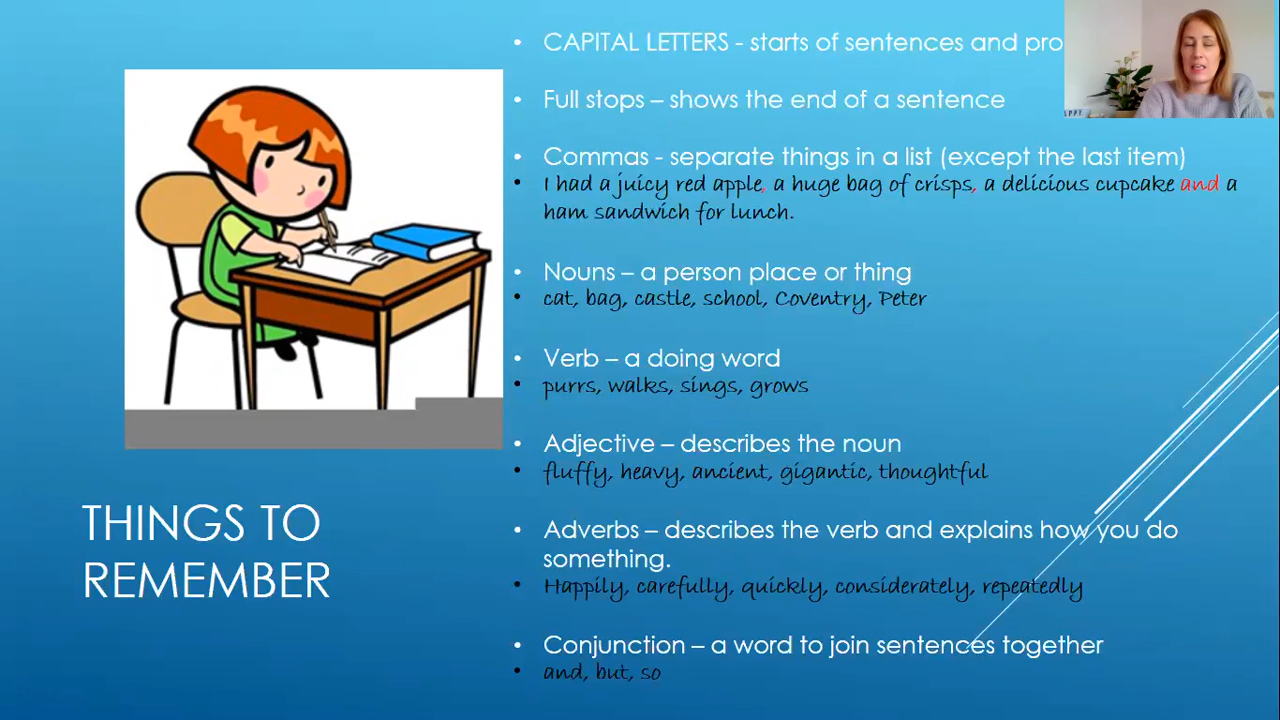 CAPITAL LETTERS - starts of sentences and
Full stops – shows the end of a sentence
Commas - separate things in a list (except the last item)
I had a juicy red apple, a huge bag of crisps, a delicious cupcake and a
ham sandwich for lunch.
Nouns – a person place or thing
cat, bag, castle, school, Coventry, Peter
Verb – a doing word
purrs, walks, sings, grows
Adjective – describes the noun
fluffy, heavy, ancient, gigantic, thoughtful
Adverbs – describes the verb and explains how you do
something.
Happily, carefully, quickly, considerately, repeatedly
Conjunction – a word to join sentences together
and, but, so
THINGS TO
REMEMBER